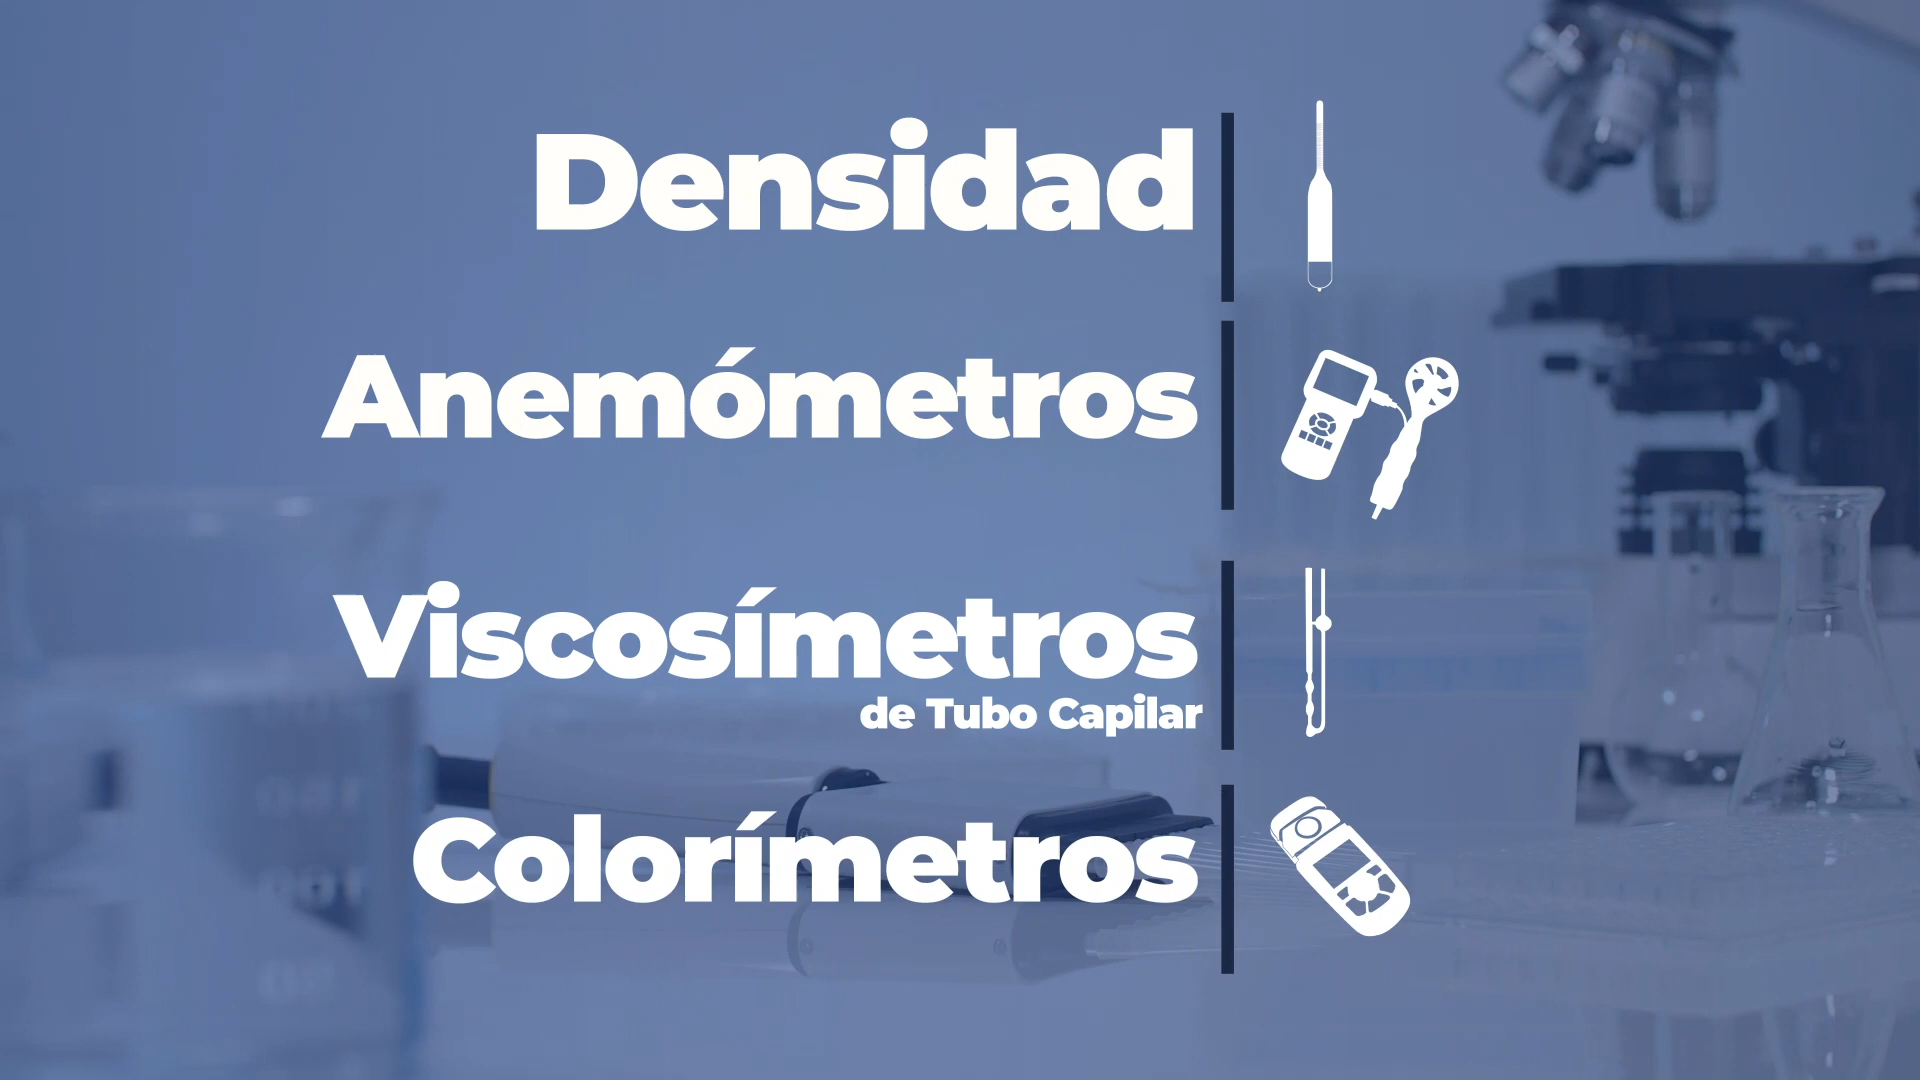 Densidad
Anemómetros
Viscosímetros
de Tubo Capilar
Colorímetros